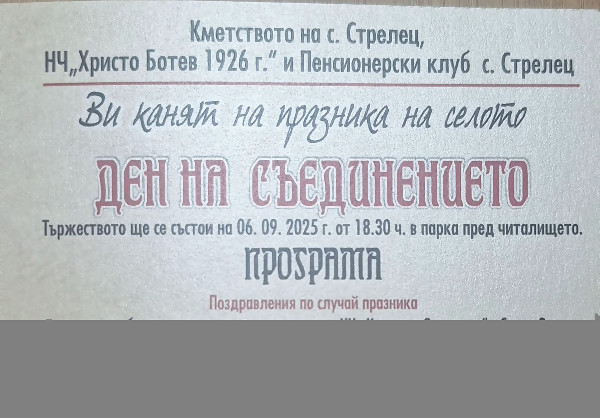 Кметството на с. Стрелец,
НЧ„Христо Ботев 1926 г.“ и Пенсионерски клуб с. Стрелец
Ви канят на празника на селото
ДЕН НА СЪЕДИНЕНИЕТО
Тържеството ще се състои на 06. 09. 2025 г. от 18.30 ч. в парка пред читалището.
ПРОГРАМА
Поздравления по случай празника